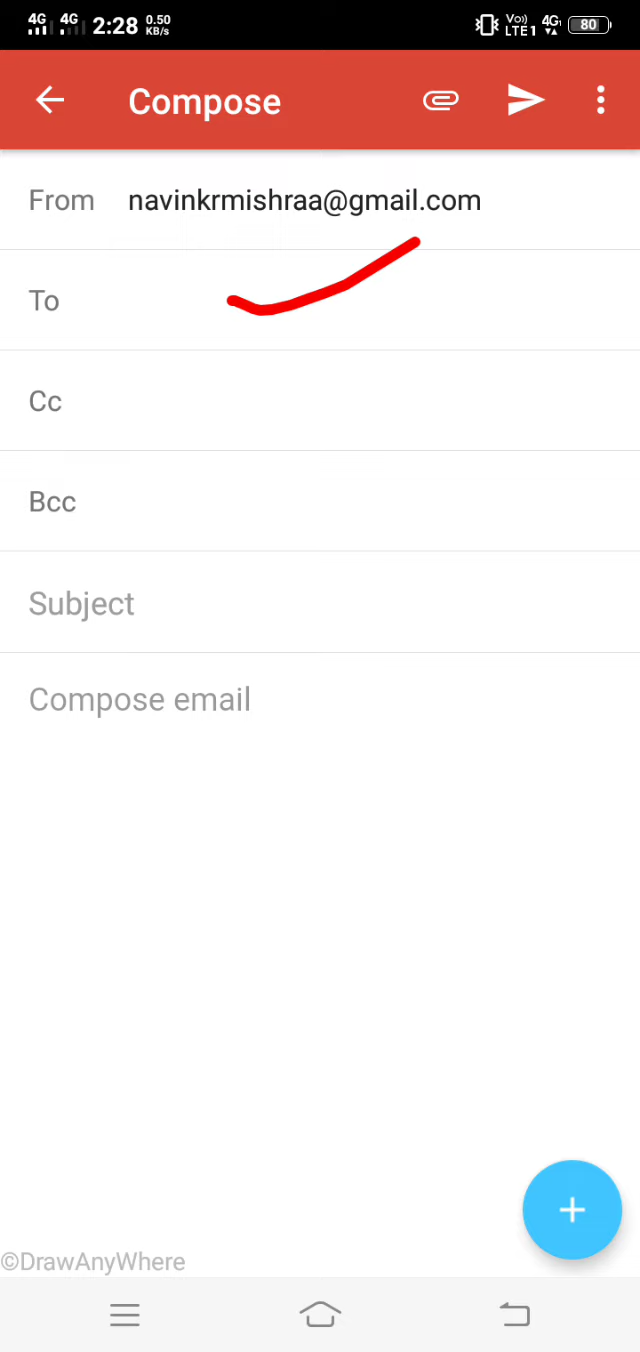 4G 4G 2:28 0.50 KB/s Vo)) LTE1 4G 80
Compose
From navinkrmishraa@gmail.com
To
Cc
Bcc
Subject
Compose email
©DrawAnyWhere